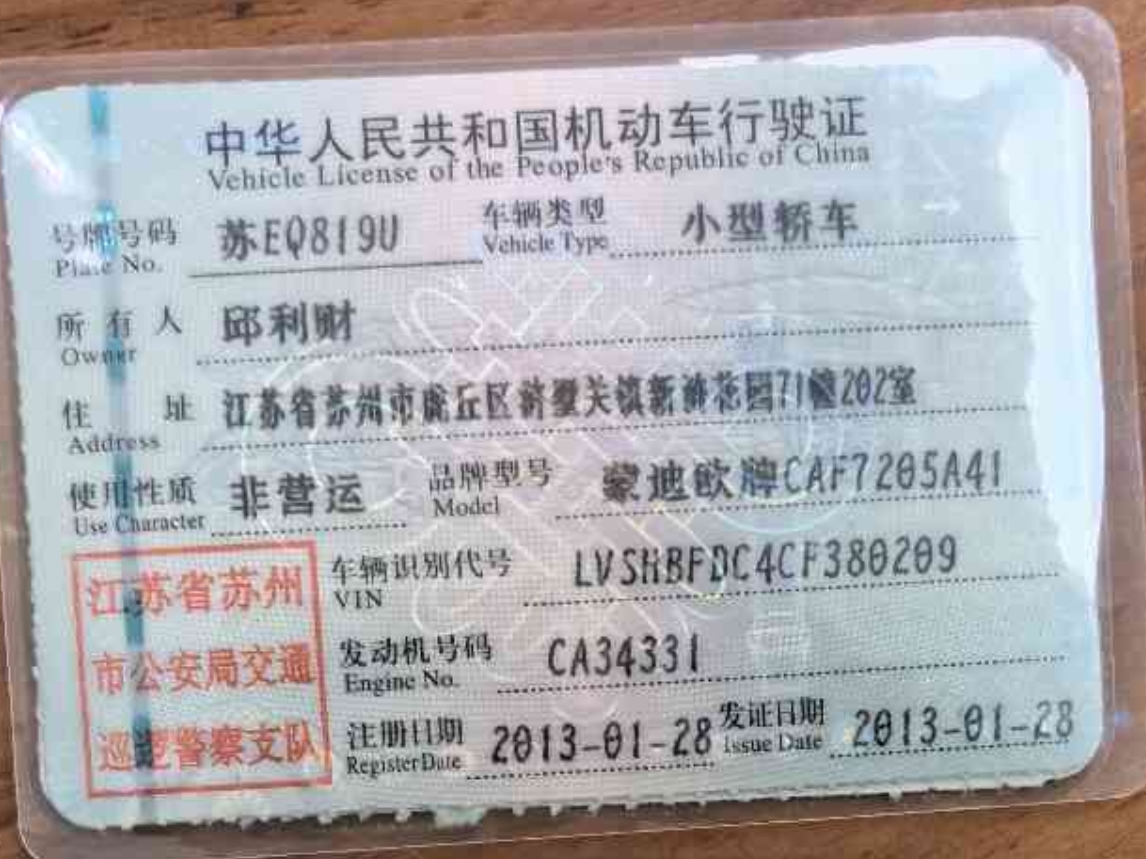 中华人民共和国机动车行驶证
Vehicle License of the People's Republic of China
号牌号码 苏EQ819U 车辆类型 小型轿车
Plate No. Vehicle Type
所有人 邱利财
Owner
住址 江苏省苏州市虎丘区浒墅关镇新浒花园71幢202室
Address
使用性质 非营运 品牌型号 蒙迪欧牌CAF7205A41
Use Character Model
江苏省苏州 车辆识别代号 LVSHBFDC4CF380209
VIN
市公安局交通 发动机号码 CA34331
Engine No.
巡逻警察支队 注册日期 2013-01-28 发证日期 2013-01-28
Register Date Issue Date